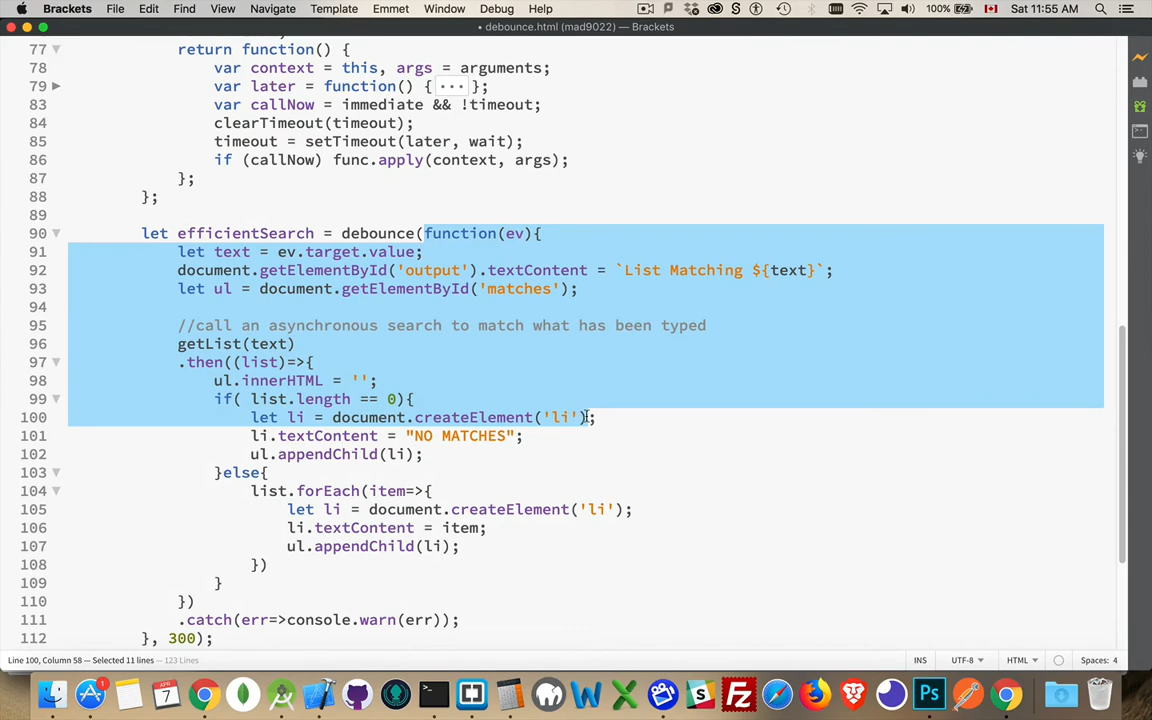 Brackets File Edit Find View Navigate Template Emmet Window Debug Help 100% Sat 11:55 AM
• debounce.html (mad9022) — Brackets
77 return function() {
78 var context = this, args = arguments;
79 var later = function() {...};
83 var callNow = immediate && !timeout;
84 clearTimeout(timeout);
85 timeout = setTimeout(later, wait);
86 if (callNow) func.apply(context, args);
87 };
88 };
89
90 let efficientSearch = debounce(function(ev){
91 let text = ev.target.value;
92 document.getElementById('output').textContent = `List Matching ${text}`;
93 let ul = document.getElementById('matches');
94
95 //call an asynchronous search to match what has been typed
96 getList(text)
97 .then((list)=>{
98 ul.innerHTML = '';
99 if( list.length == 0){
100 let li = document.createElement('li');
101 li.textContent = "NO MATCHES";
102 ul.appendChild(li);
103 }else{
104 list.forEach(item=>{
105 let li = document.createElement('li');
106 li.textContent = item;
107 ul.appendChild(li);
108 })
109 }
110 })
111 .catch(err=>console.warn(err));
112 }, 300);
Line 100, Column 58 — Selected 11 lines — 123 Lines INS UTF-8 HTML Spaces: 4